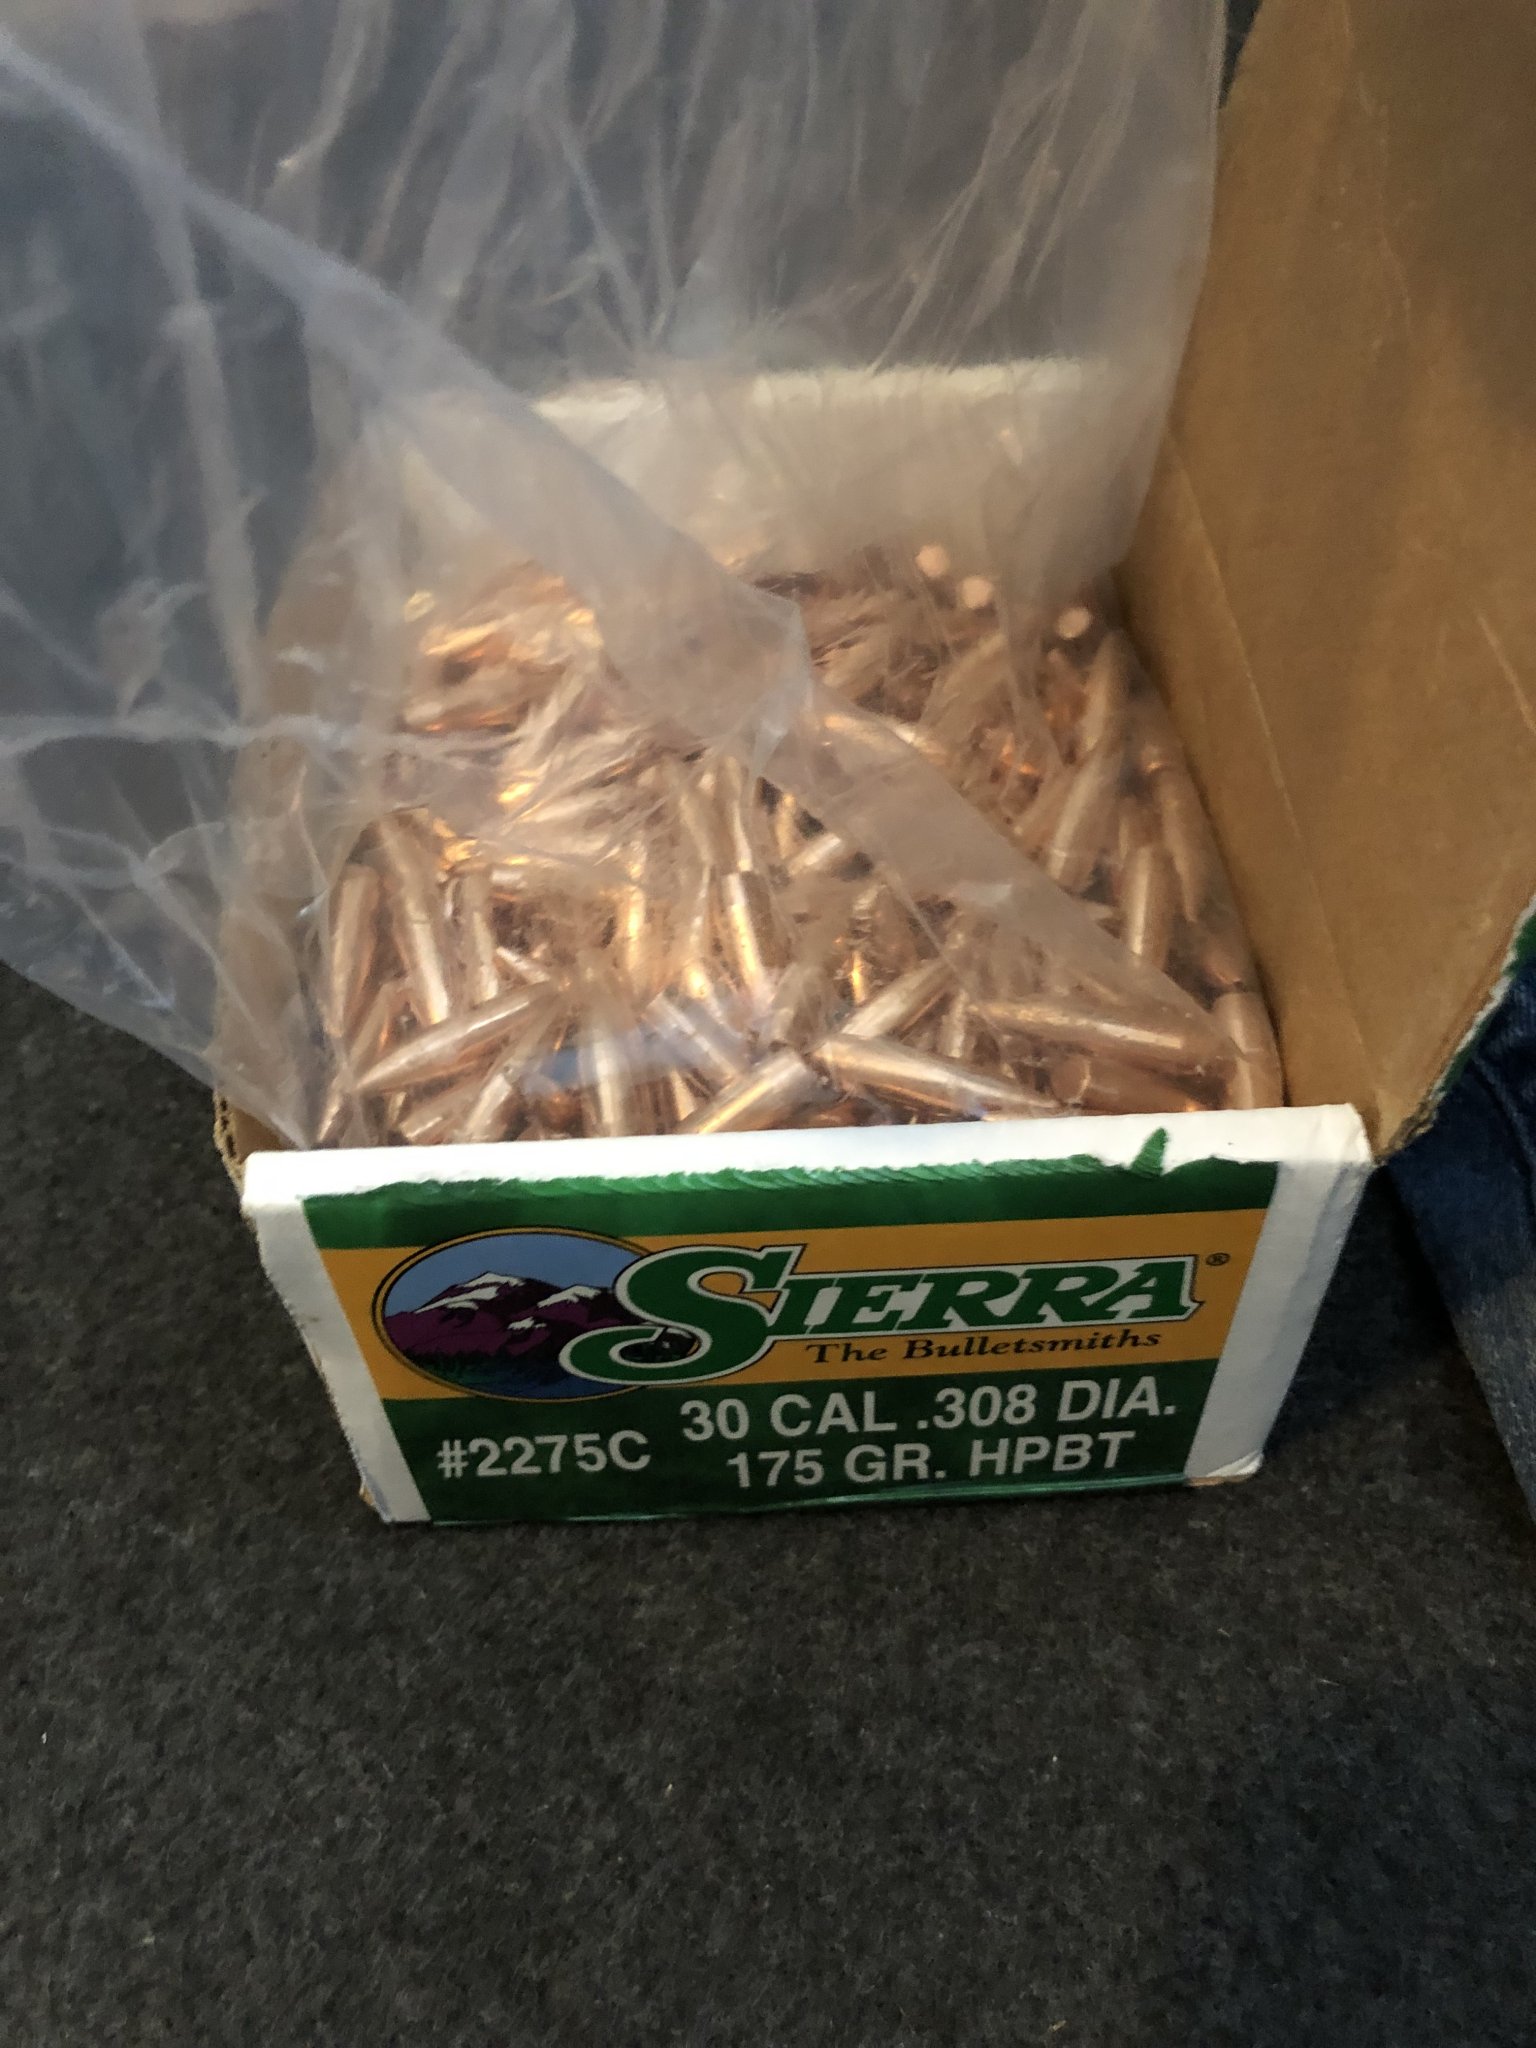 SIERRA®
The Bulletsmiths
#2275C
30 CAL .308 DIA.
175 GR. HPBT